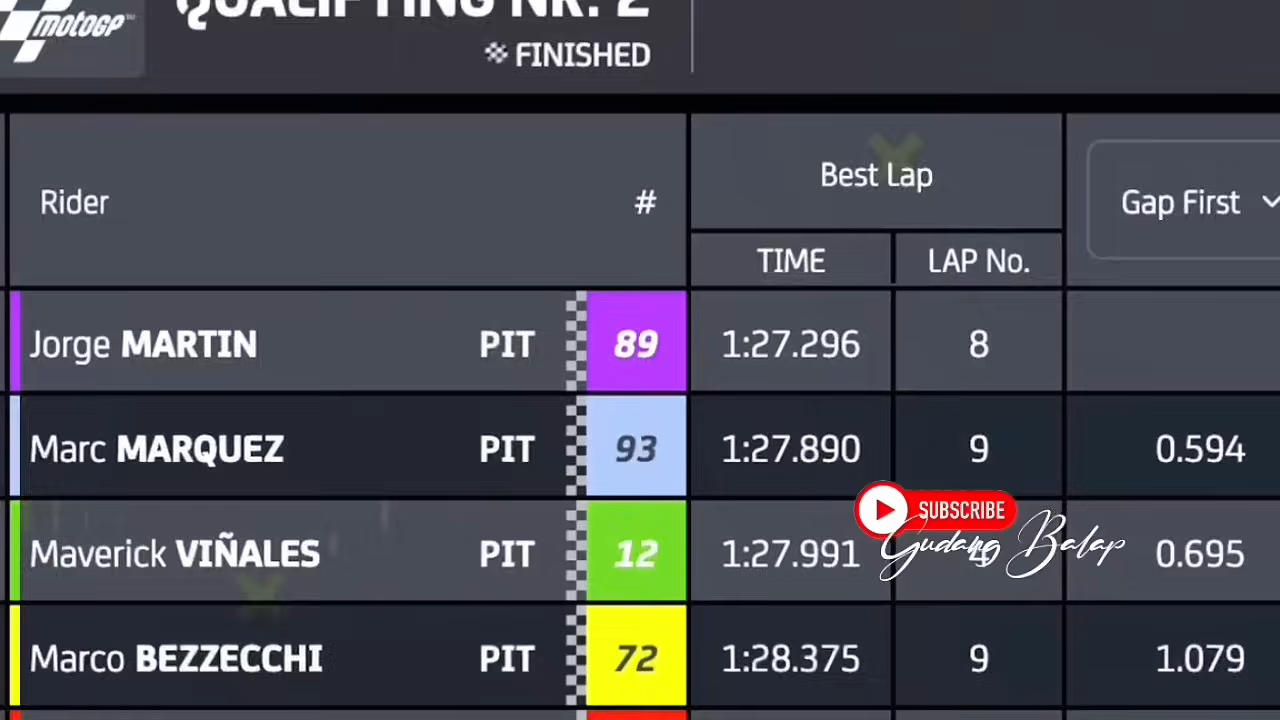 motoGP™
QUALIFYING NR. 2
FINISHED
Rider #
Best Lap
Gap First
TIME LAP No.
Jorge MARTIN PIT 89 1:27.296 8
Marc MARQUEZ PIT 93 1:27.890 9 0.594
SUBSCRIBE
Gudang Balap
Maverick VIÑALES PIT 12 1:27.991 0.695
Marco BEZZECCHI PIT 72 1:28.375 9 1.079